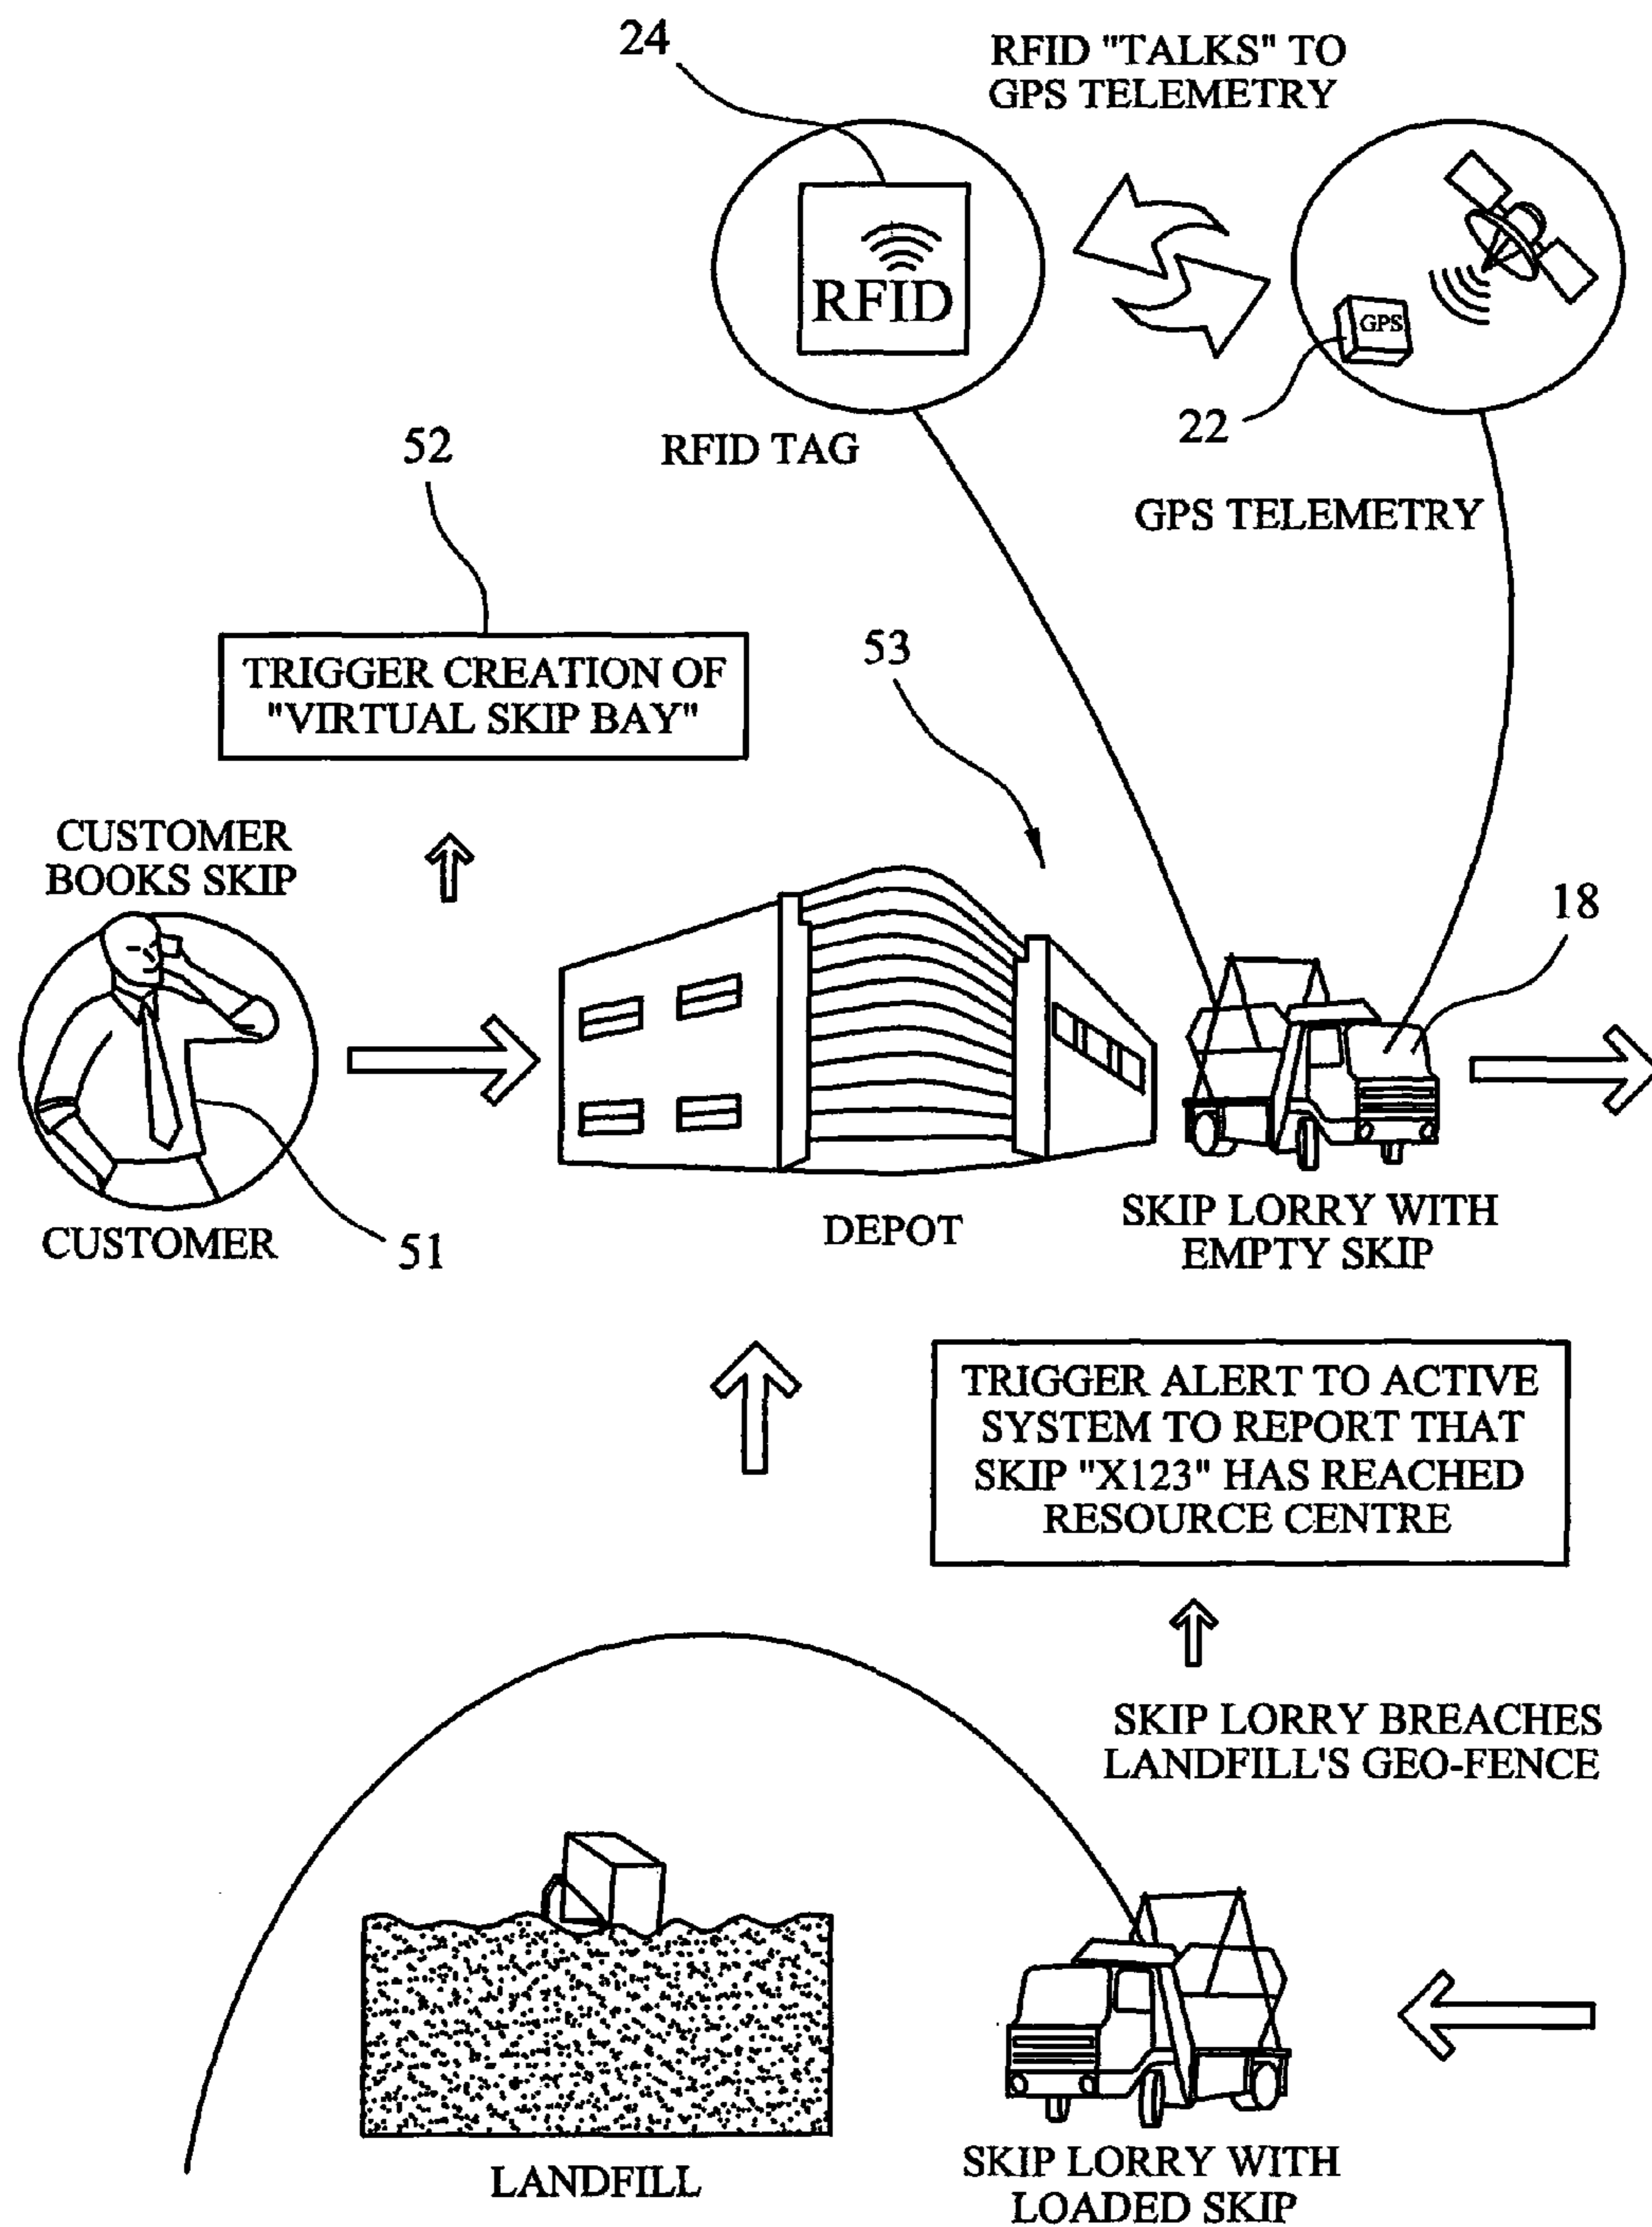 24
RFID "TALKS" TO
GPS TELEMETRY
RFID
GPS
22
RFID TAG
GPS TELEMETRY
52
TRIGGER CREATION OF
"VIRTUAL SKIP BAY"
53
CUSTOMER
BOOKS SKIP
18
CUSTOMER
51
DEPOT
SKIP LORRY WITH
EMPTY SKIP
TRIGGER ALERT TO ACTIVE
SYSTEM TO REPORT THAT
SKIP "X123" HAS REACHED
RESOURCE CENTRE
SKIP LORRY BREACHES
LANDFILL'S GEO-FENCE
LANDFILL
SKIP LORRY WITH
LOADED SKIP